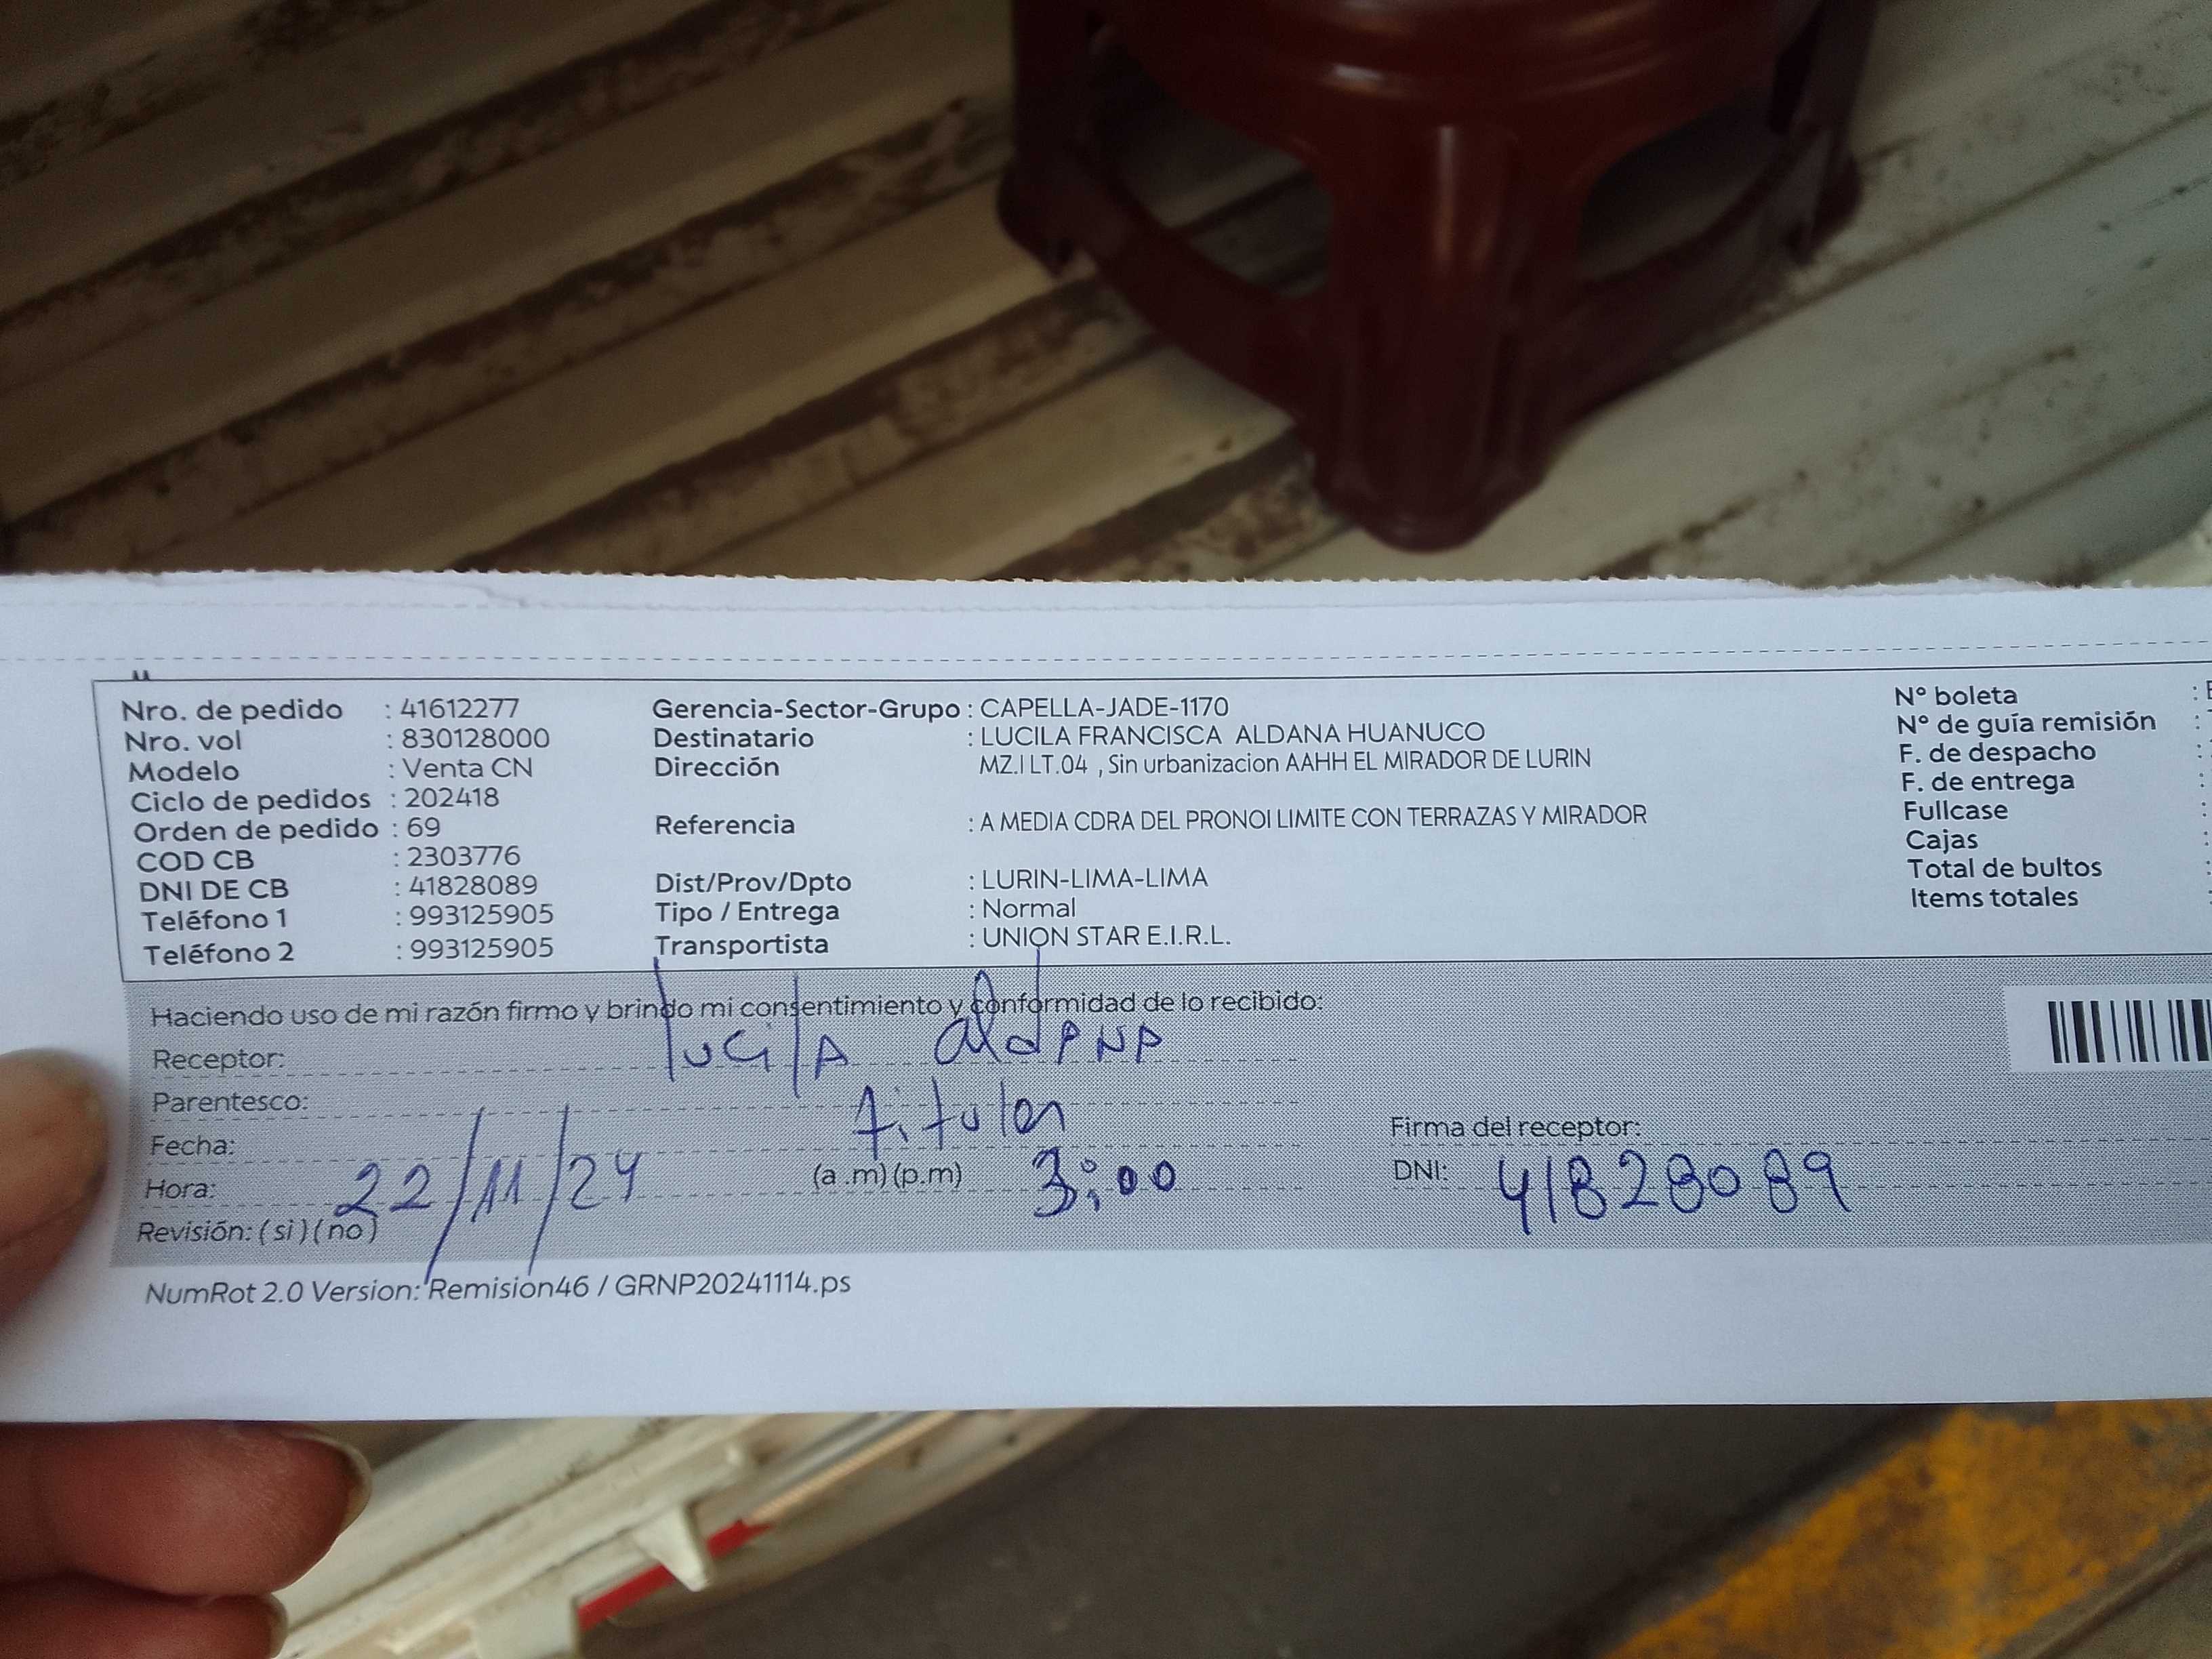 Nro. de pedido : 41612277
Nro. vol : 830128000
Modelo : Venta CN
Ciclo de pedidos : 202418
Orden de pedido : 69
COD CB : 2303776
DNI DE CB : 41828089
Teléfono 1 : 993125905
Teléfono 2 : 993125905
Gerencia-Sector-Grupo : CAPELLA-JADE-1170
Destinatario : LUCILA FRANCISCA ALDANA HUANUCO
Dirección MZ.I LT.04 , Sin urbanizacion AAHH EL MIRADOR DE LURIN
Referencia : A MEDIA CDRA DEL PRONOI LIMITE CON TERRAZAS Y MIRADOR
Dist/Prov/Dpto : LURIN-LIMA-LIMA
Tipo / Entrega : Normal
Transportista : UNION STAR E.I.R.L.
N° boleta :
N° de guía remisión :
F. de despacho :
F. de entrega :
Fullcase :
Cajas :
Total de bultos :
Items totales :
Haciendo uso de mi razón firmo y brindo mi consentimiento y conformidad de lo recibido:
Receptor: lucilA aldANA
Parentesco: titular
Fecha: 22/11/24
Hora: (a .m) (p.m) 3:00
Revisión: ( si ) ( no )
Firma del receptor:
DNI: 41828089
NumRot 2.0 Version: Remision46 / GRNP20241114.ps